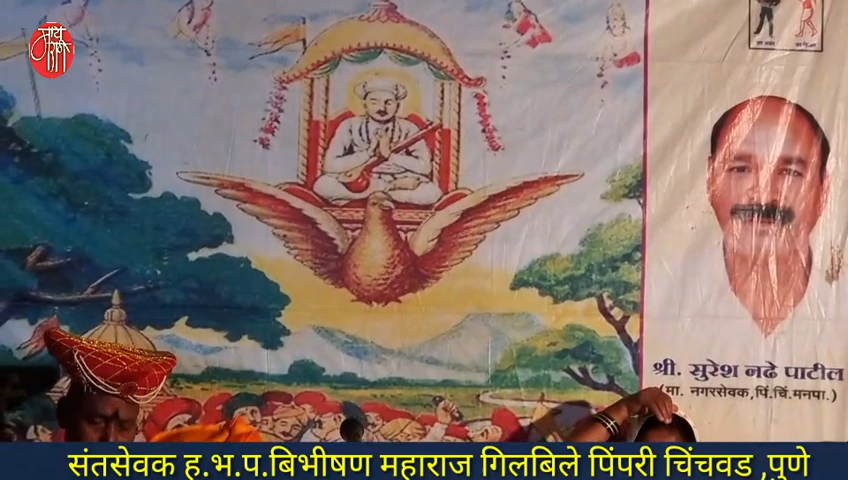 श्री. सुरेश नढे पाटील
(मा. नगरसेवक,पिं.चिं.मनपा.)
संतसेवक ह.भ.प.बिभीषण महाराज गिलबिले पिंपरी चिंचवड ,पुणे